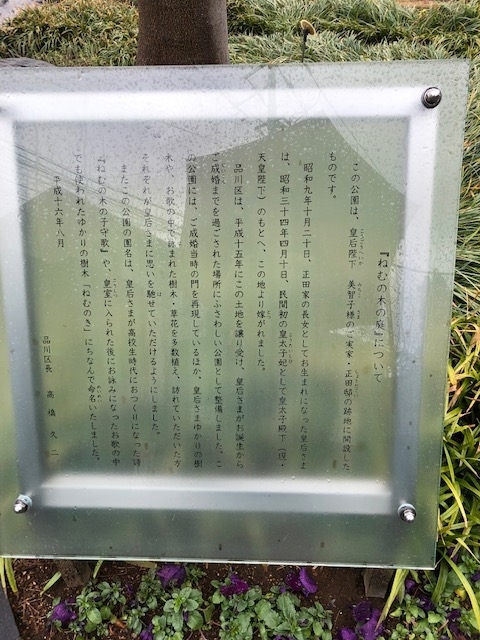 『ねむの木の庭』について
この公園は、皇后陛下 美智子様のご実家・正田邸の跡地に開設した
ものです。
昭和九年十月二十日、正田家の長女としてお生まれになった皇后さま
は、昭和三十四年四月十日、民間初の皇太子妃として皇太子殿下（現・
天皇陛下）のもとへ、この地より嫁がれました。
品川区は、平成十五年にこの土地を譲り受け、皇后さまがお誕生から
ご成婚までを過ごされた場所にふさわしい公園として整備しました。こ
の公園には、ご成婚当時の門を再現しているほか、皇后さまゆかりの樹
木や、お歌の中で詠まれた樹木・草花を多数植え、訪れていただいた方
それぞれが皇后さまに思いを馳せていただけるようにしました。
またこの公園の園名は、皇后さまが高校生時代におつくりになった詩
『ねむの木の子守歌』や、皇室に入られた後にお詠みになったお歌の中
でも使われたゆかりの樹木「ねむのき」にちなんで命名いたしました。
平成十六年八月
品川区長 高橋久二